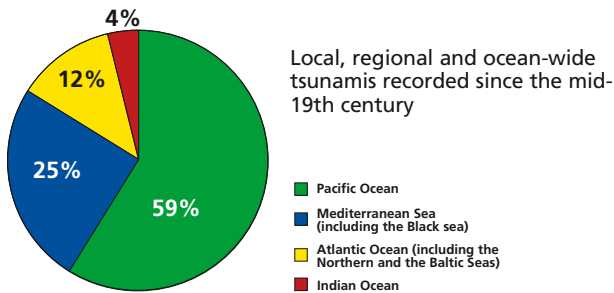 4%
12%
25%
59%
Local, regional and ocean-wide
tsunamis recorded since the mid-
19th century
Pacific Ocean
Mediterranean Sea
(including the Black sea)
Atlantic Ocean (including the
Northern and the Baltic Seas)
Indian Ocean